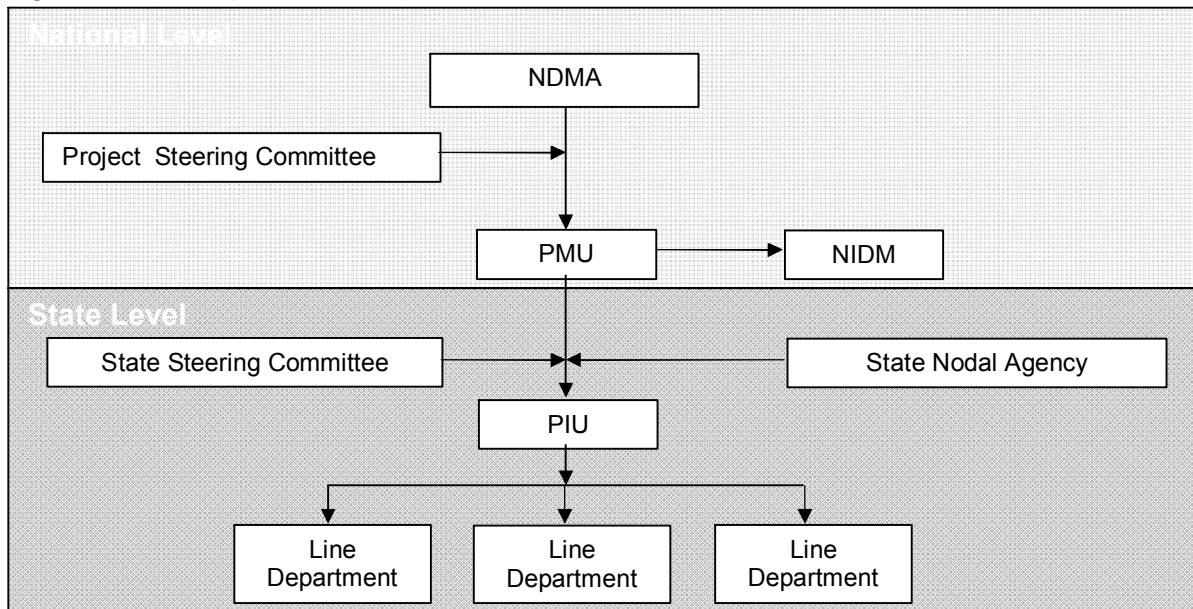 National Level
NDMA
Project Steering Committee
PMU
NIDM
State Level
State Steering Committee
State Nodal Agency
PIU
Line
Department
Line
Department
Line
Department